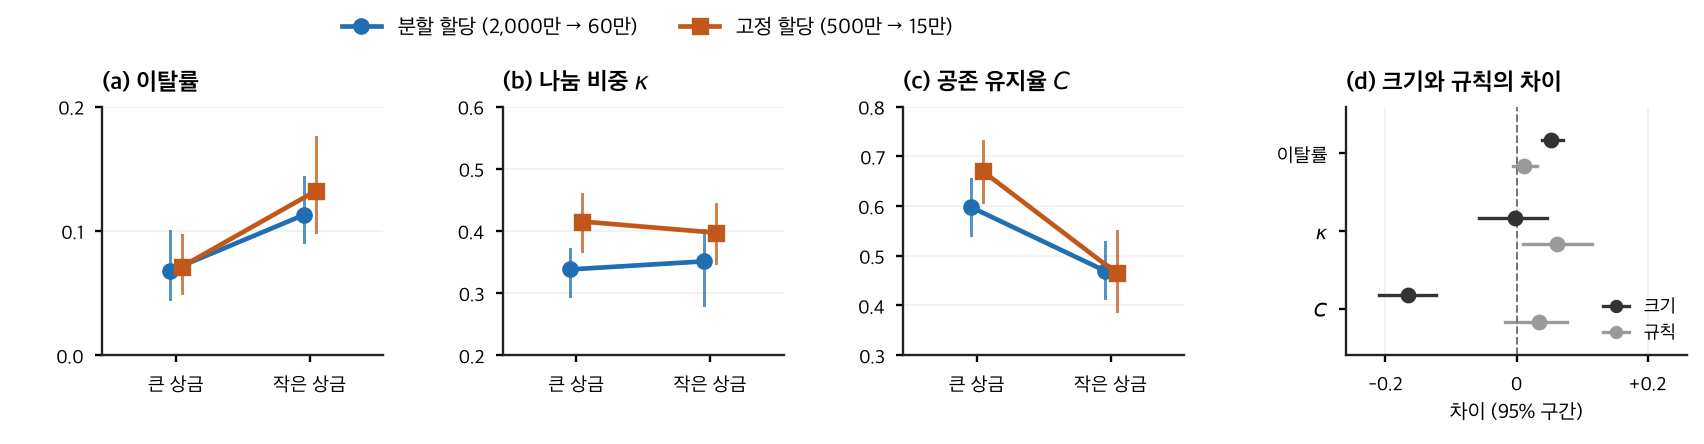 분할 할당 (2,000만 → 60만)
고정 할당 (500만 → 15만)
(a) 이탈률
0.2
0.1
0.0
큰 상금
작은 상금
(b) 나눔 비중 κ
0.6
0.5
0.4
0.3
0.2
큰 상금
작은 상금
(c) 공존 유지율 C
0.8
0.7
0.6
0.5
0.4
0.3
큰 상금
작은 상금
(d) 크기와 규칙의 차이
이탈률
κ
C
크기
규칙
-0.2
0
+0.2
차이 (95% 구간)